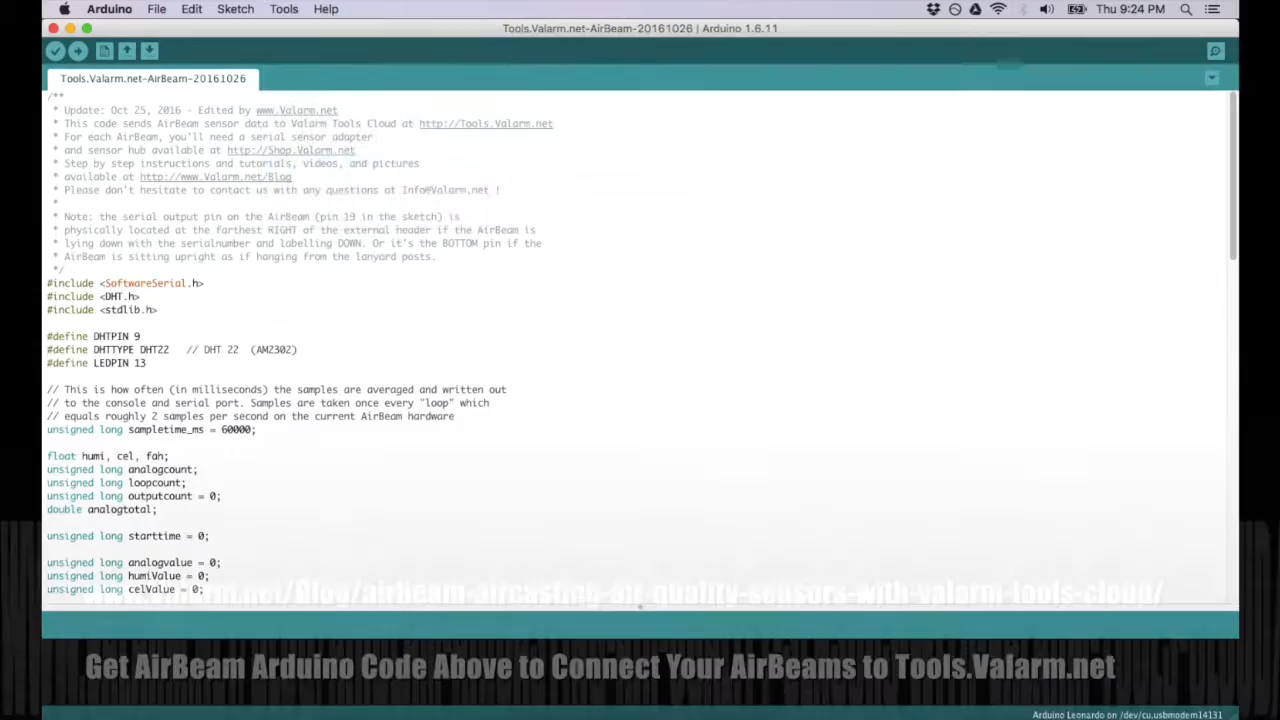 Arduino File Edit Sketch Tools Help
Thu 9:24 PM
Tools.Valarm.net-AirBeam-20161026 | Arduino 1.6.11
Tools.Valarm.net-AirBeam-20161026
/**
* Update: Oct 25, 2016 - Edited by www.Valarm.net
* This code sends AirBeam sensor data to Valarm Tools Cloud at http://Tools.Valarm.net
* For each AirBeam, you'll need a serial sensor adapter
* and sensor hub available at http://Shop.Valarm.net
* Step by step instructions and tutorials, videos, and pictures
* available at http://www.Valarm.net/Blog
* Please don't hesitate to contact us with any questions at Info@Valarm.net !
*
* Note: the serial output pin on the AirBeam (pin 19 in the sketch) is
* physically located at the farthest RIGHT of the external header if the AirBeam is
* lying down with the serialnumber and labelling DOWN. Or it's the BOTTOM pin if the
* AirBeam is sitting upright as if hanging from the lanyard posts.
*/
#include <SoftwareSerial.h>
#include <DHT.h>
#include <stdlib.h>
#define DHTPIN 9
#define DHTTYPE DHT22 // DHT 22 (AM2302)
#define LEDPIN 13
// This is how often (in milliseconds) the samples are averaged and written out
// to the console and serial port. Samples are taken once every "loop" which
// equals roughly 2 samples per second on the current AirBeam hardware
unsigned long sampletime_ms = 60000;
float humi, cel, fah;
unsigned long analogcount;
unsigned long loopcount;
unsigned long outputcount = 0;
double analogtotal;
unsigned long starttime = 0;
unsigned long analogvalue = 0;
unsigned long humiValue = 0;
unsigned long celValue = 0;
www.valarm.net/Blog/airbeam-aircasting-air-quality-sensors-with-valarm-tools-cloud/
Get AirBeam Arduino Code Above to Connect Your AirBeams to Tools.Valarm.net
Arduino Leonardo on /dev/cu.usbmodem14131